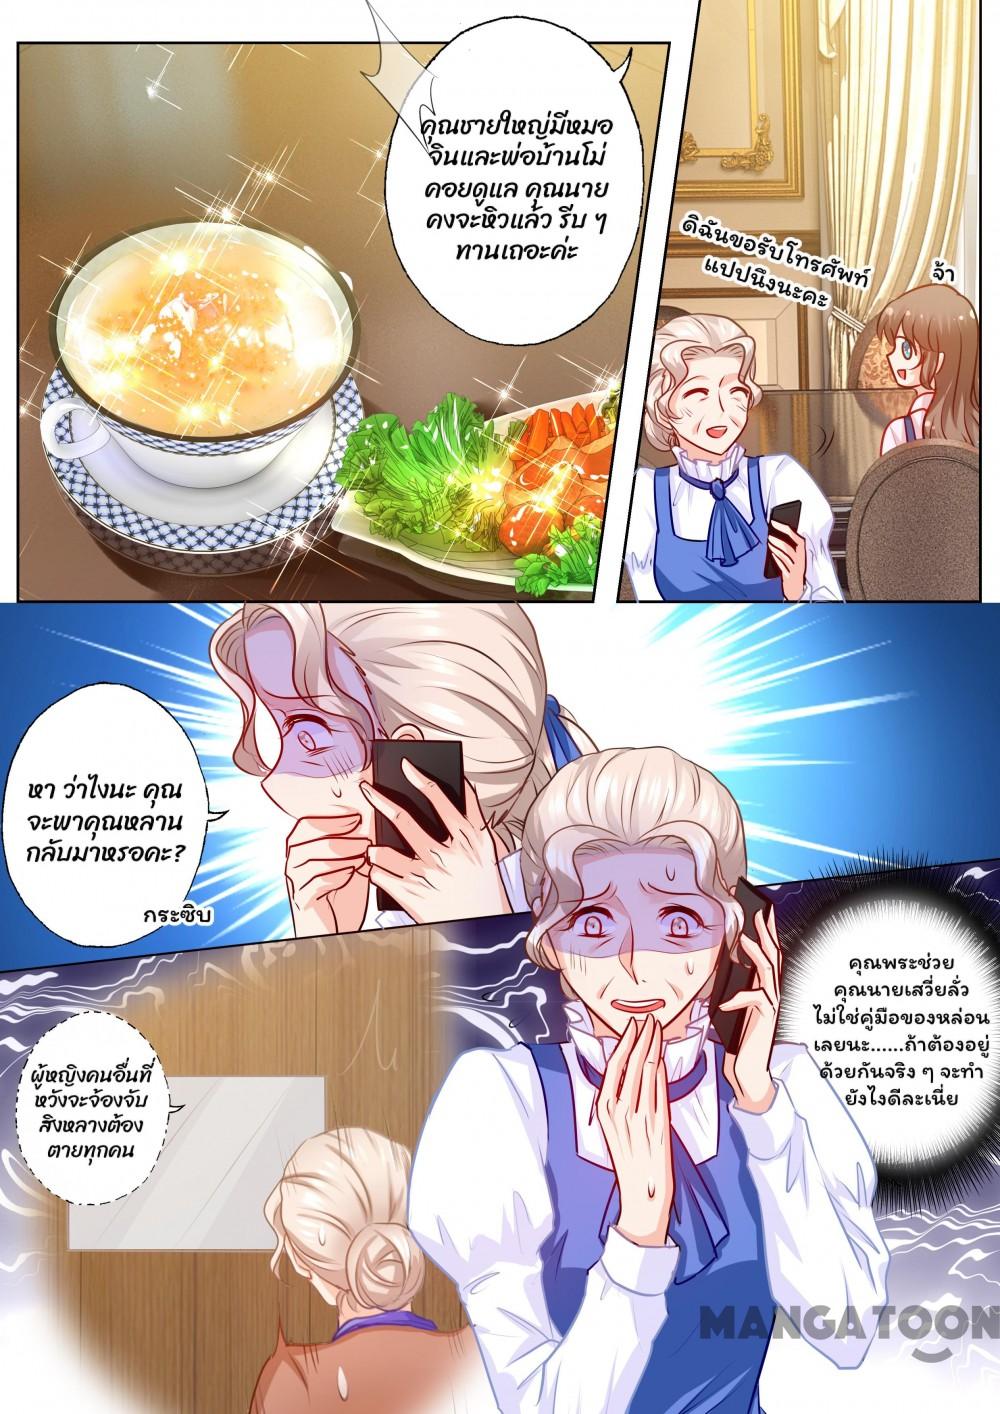 คุณชายใหญ่มีหมอ
จินและพ่อบ้านโม่
คอยดูแล คุณนาย
คงจะหิวแล้ว รีบ ๆ
ทานเถอะค่ะ
ดิฉันขอรับโทรศัพท์
แปปนึงนะคะ
จ้า
หา ว่าไงนะ คุณ
จะพาคุณหลาน
กลับมาหรอคะ?
กระซิบ
คุณพระช่วย
คุณนายเสวี่ยลั่ว
ไม่ใช่คู่มือของหล่อน
เลยนะ......ถ้าต้องอยู่
ด้วยกันจริง ๆ จะทำ
ยังไงดีละเนี่ย
ผู้หญิงคนอื่นที่
หวังจะจ้องจับ
สิงหลางต้อง
ตายทุกคน
MANGATOON